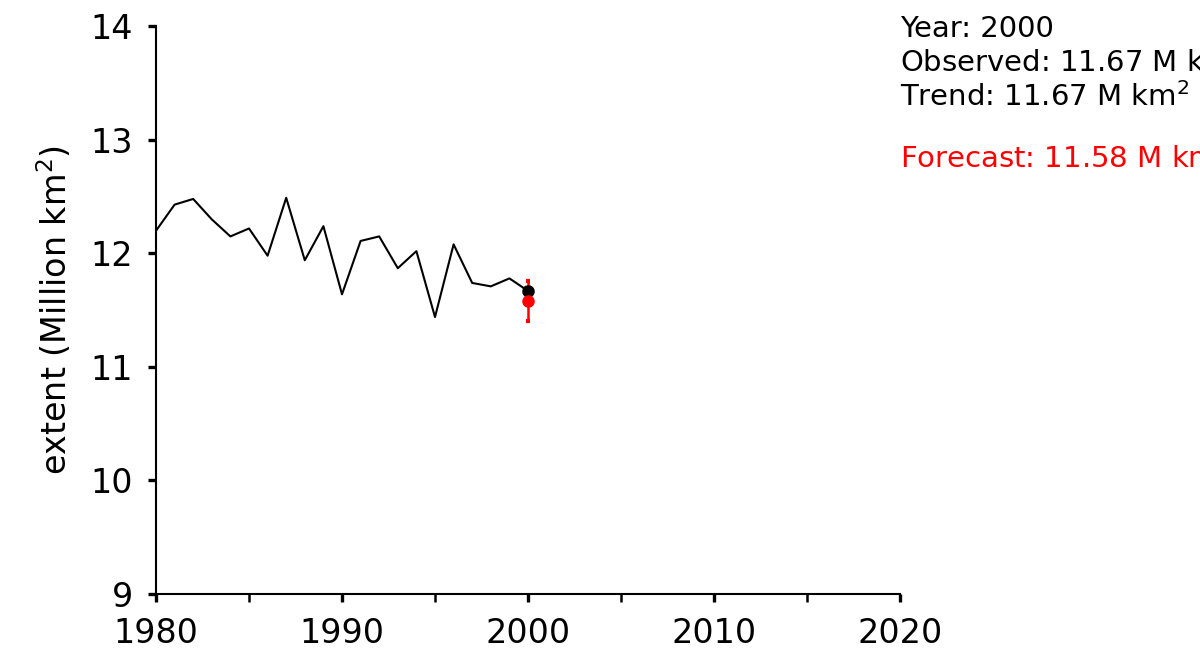 14
13
12
11
10
9
extent (Million km²)
1980 1990 2000 2010 2020
Year: 2000
Observed: 11.67 M k
Trend: 11.67 M km²
Forecast: 11.58 M km